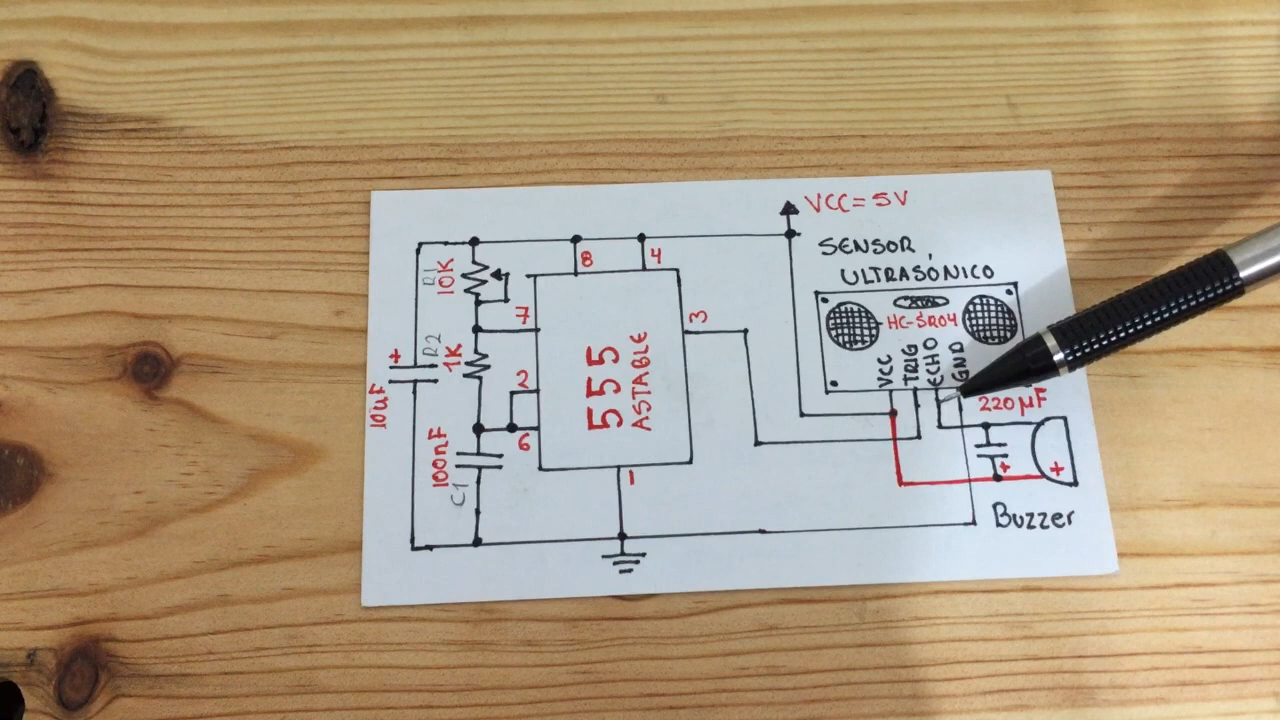 VCC = 5V
SENSOR
ULTRASÓNICO
HC-SR04
VCC
TRIG
ECHO
GND
R1
10K
8
4
7
3
R2
1K
+
10uF
2
6
555
ASTABLE
100nF
C1
1
220µF
+
+
Buzzer